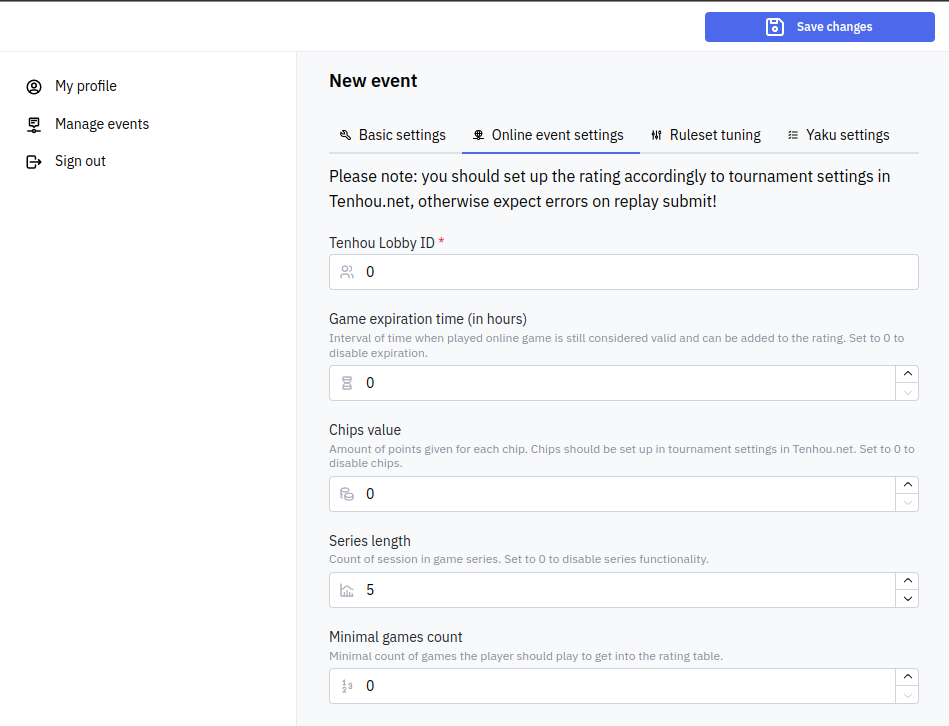 Save changes
My profile
Manage events
Sign out
New event
Basic settings
Online event settings
Ruleset tuning
Yaku settings
Please note: you should set up the rating accordingly to tournament settings in
Tenhou.net, otherwise expect errors on replay submit!
Tenhou Lobby ID *
0
Game expiration time (in hours)
Interval of time when played online game is still considered valid and can be added to the rating. Set to 0 to
disable expiration.
0
Chips value
Amount of points given for each chip. Chips should be set up in tournament settings in Tenhou.net. Set to 0 to
disable chips.
0
Series length
Count of session in game series. Set to 0 to disable series functionality.
5
Minimal games count
Minimal count of games the player should play to get into the rating table.
0